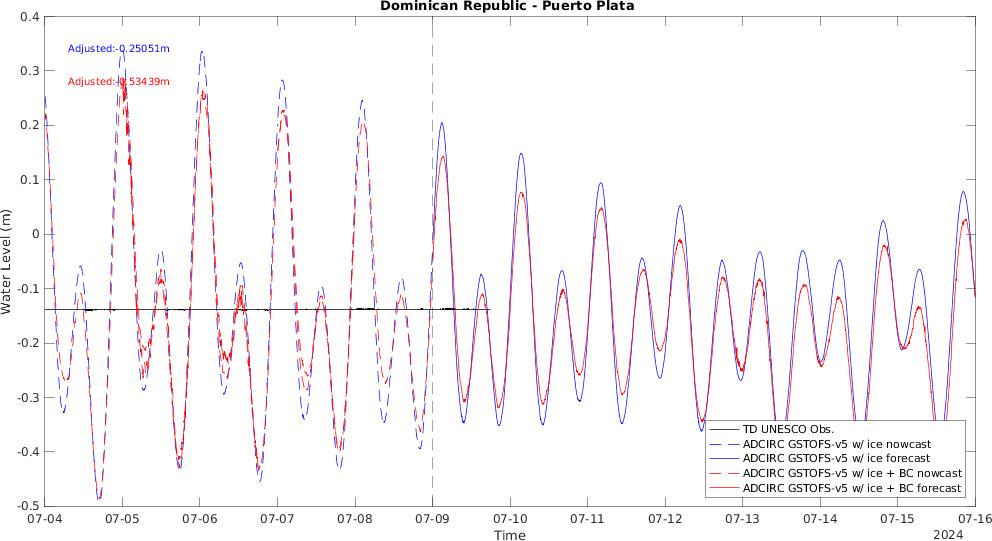 Dominican Republic - Puerto Plata
Adjusted:-0.25051m
Adjusted:-0.53439m
Water Level (m)
0.4
0.3
0.2
0.1
0
-0.1
-0.2
-0.3
-0.4
-0.5
TD UNESCO Obs.
ADCIRC GSTOFS-v5 w/ ice nowcast
ADCIRC GSTOFS-v5 w/ ice forecast
ADCIRC GSTOFS-v5 w/ ice + BC nowcast
ADCIRC GSTOFS-v5 w/ ice + BC forecast
07-04 07-05 07-06 07-07 07-08 07-09 07-10 07-11 07-12 07-13 07-14 07-15 07-16
Time
2024